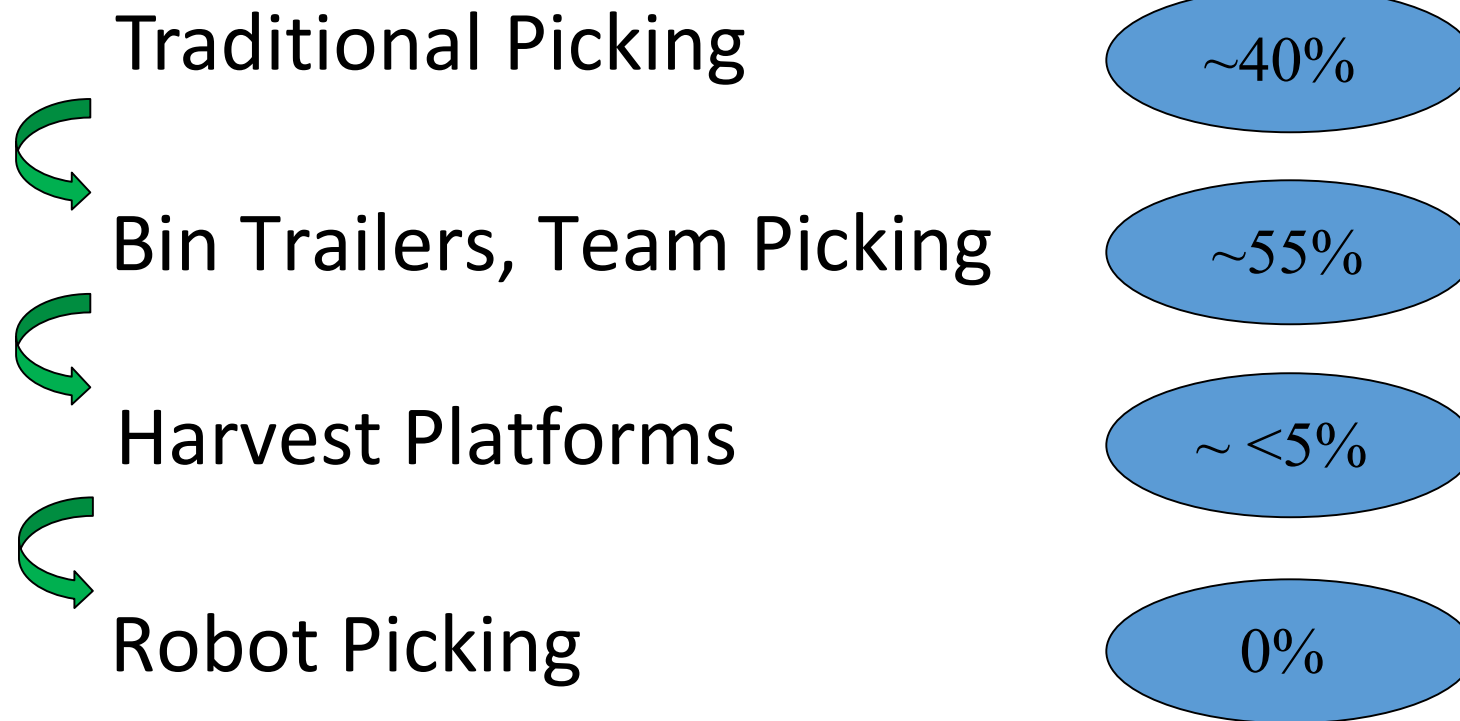 Traditional Picking ~40%
Bin Trailers, Team Picking ~55%
Harvest Platforms ~ <5%
Robot Picking 0%